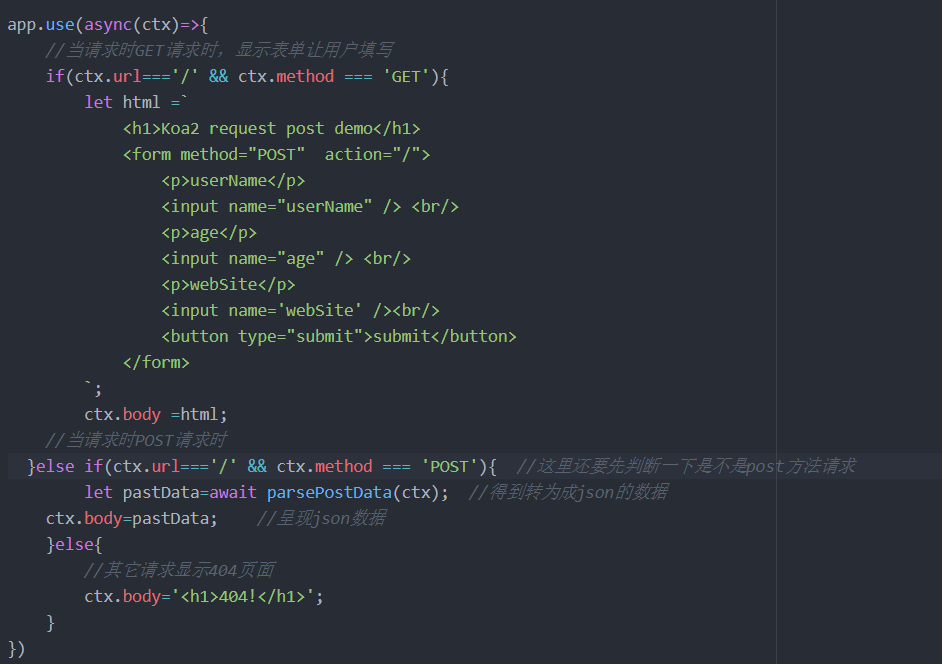 app.use(async(ctx)=>{
    //当请求时GET请求时，显示表单让用户填写
    if(ctx.url==='/' && ctx.method === 'GET'){
        let html =`
            <h1>Koa2 request post demo</h1>
            <form method="POST"  action="/">
                <p>userName</p>
                <input name="userName" /> <br/>
                <p>age</p>
                <input name="age" /> <br/>
                <p>webSite</p>
                <input name='webSite' /><br/>
                <button type="submit">submit</button>
            </form>
        `;
        ctx.body =html;
    //当请求时POST请求时
  }else if(ctx.url==='/' && ctx.method === 'POST'){  //这里还要先判断一下是不是post方法请求
        let pastData=await parsePostData(ctx);  //得到转为成json的数据
    ctx.body=pastData;    //呈现json数据
    }else{
        //其它请求显示404页面
        ctx.body='<h1>404!</h1>';
    }
})